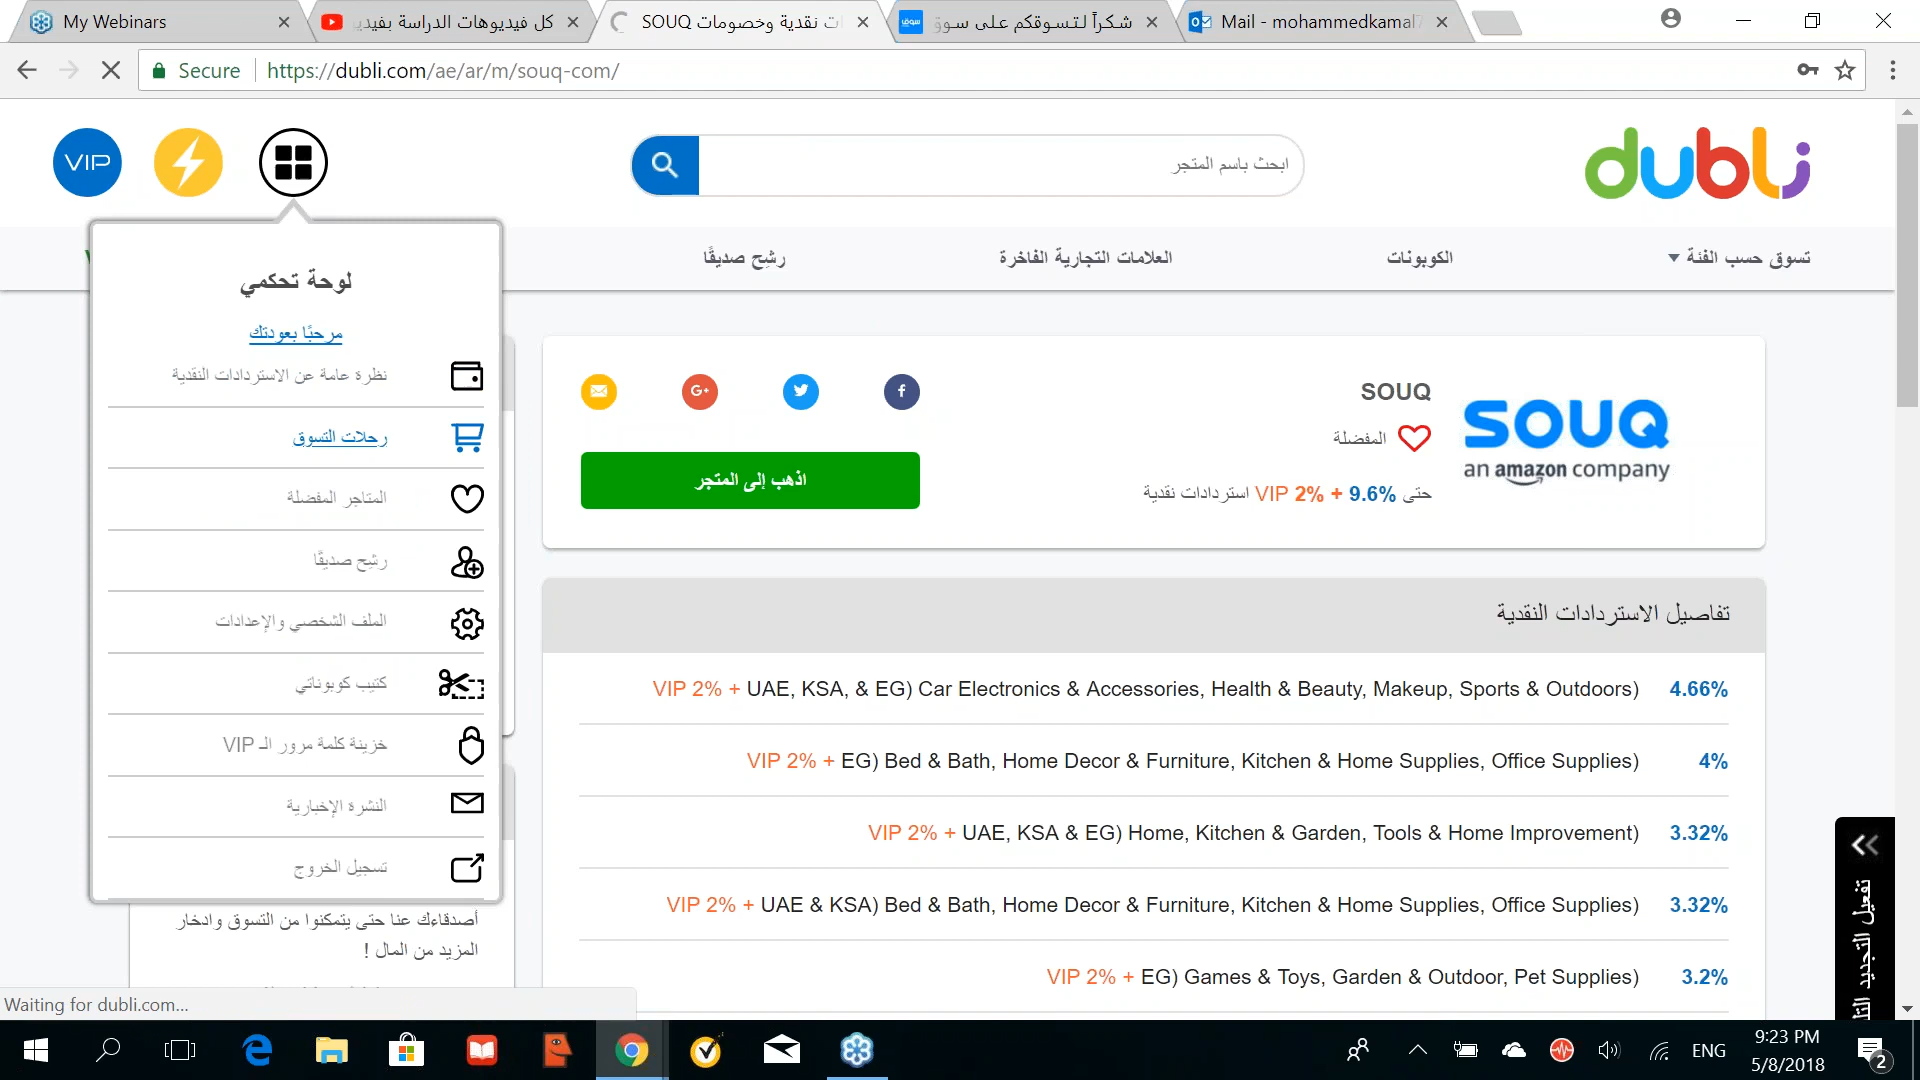 My Webinars
كل فيديوهات الدراسة بفيديو
SOUQ ات نقدية وخصومات
شكراً لتسوقكم على سوق
Mail - mohammedkamal7
Secure
https://dubli.com/ae/ar/m/souq-com/
VIP
ابحث باسم المتجر
dubli
تسوق حسب الفئة
الكوبونات
العلامات التجارية الفاخرة
رشِح صديقًا
لوحة تحكمي
مرحبًا بعودتك
نظرة عامة عن الاستردادات النقدية
رحلات التسوق
المتاجر المفضلة
رشِح صديقًا
الملف الشخصي والإعدادات
كتيب كوبوناتي
خزينة كلمة مرور الـ VIP
النشرة الإخبارية
تسجيل الخروج
أصدقاءك عنا حتى يتمكنوا من التسوق وادخار
المزيد من المال !
SOUQ
المفضلة
حتى 9.6% + VIP 2% استردادات نقدية
SOUQ
an amazon company
اذهب إلى المتجر
تفاصيل الاستردادات النقدية
VIP 2% + UAE, KSA, & EG) Car Electronics & Accessories, Health & Beauty, Makeup, Sports & Outdoors) 4.66%
VIP 2% + EG) Bed & Bath, Home Decor & Furniture, Kitchen & Home Supplies, Office Supplies) 4%
VIP 2% + UAE, KSA & EG) Home, Kitchen & Garden, Tools & Home Improvement) 3.32%
VIP 2% + UAE & KSA) Bed & Bath, Home Decor & Furniture, Kitchen & Home Supplies, Office Supplies) 3.32%
VIP 2% + EG) Games & Toys, Garden & Outdoor, Pet Supplies) 3.2%
تفعيل التجديد
Waiting for dubli.com...
ENG
9:23 PM
5/8/2018
2